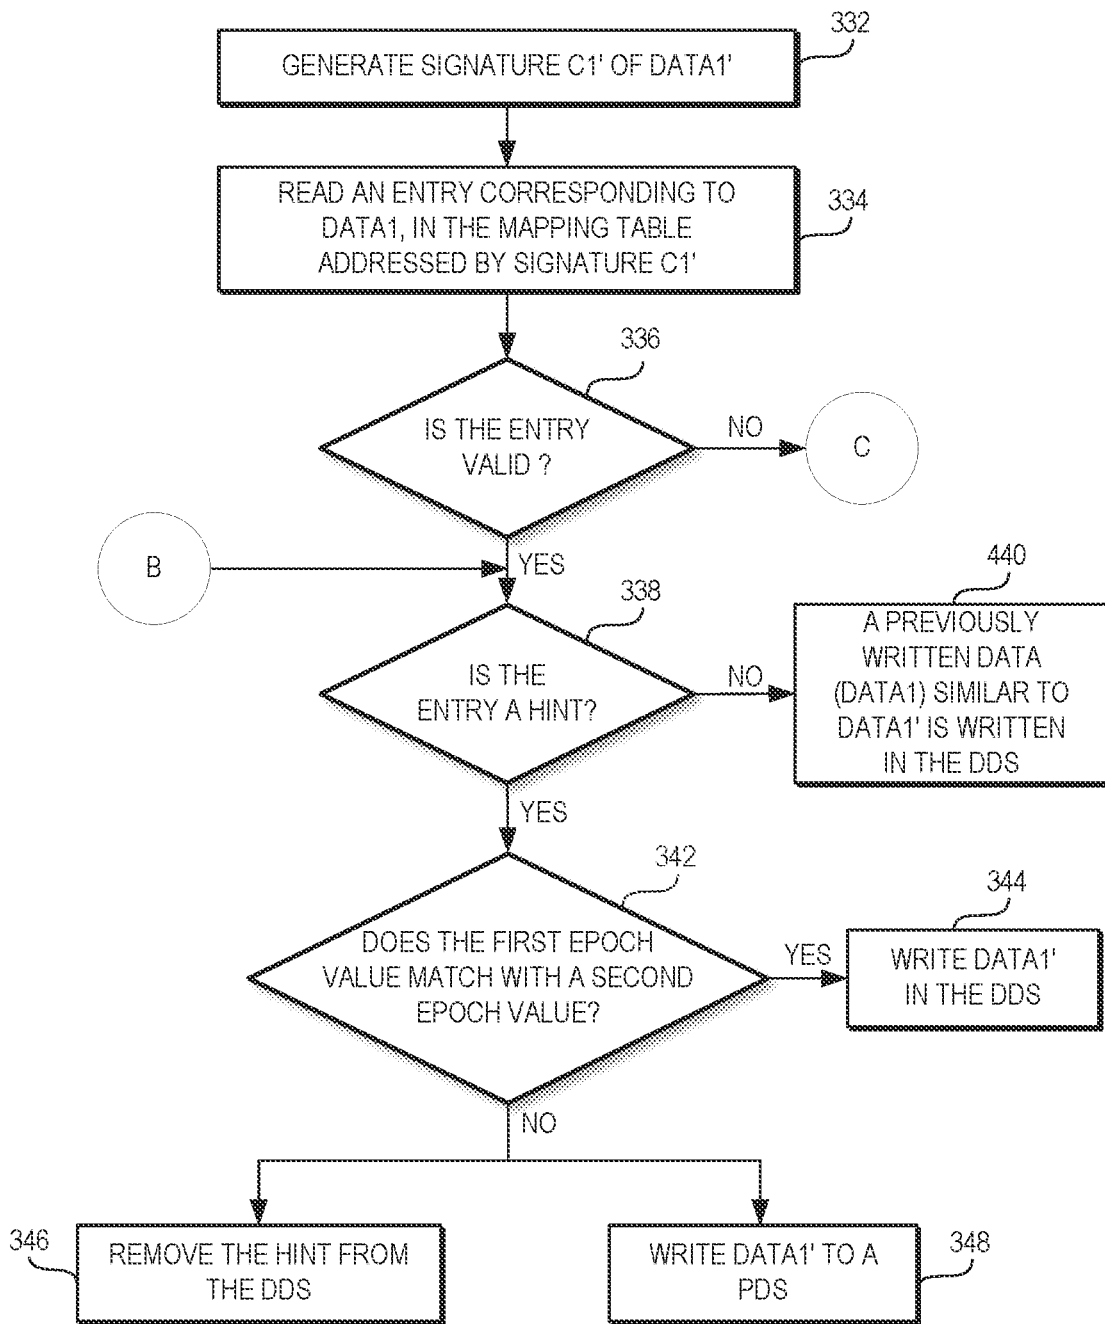 332
GENERATE SIGNATURE C1' OF DATA1'
READ AN ENTRY CORRESPONDING TO
DATA1, IN THE MAPPING TABLE
ADDRESSED BY SIGNATURE C1'
334
336
IS THE ENTRY
VALID ?
NO
C
B
YES
338
IS THE
ENTRY A HINT?
NO
440
A PREVIOUSLY
WRITTEN DATA
(DATA1) SIMILAR TO
DATA1' IS WRITTEN
IN THE DDS
YES
342
DOES THE FIRST EPOCH
VALUE MATCH WITH A SECOND
EPOCH VALUE?
YES
344
WRITE DATA1'
IN THE DDS
NO
346
REMOVE THE HINT FROM
THE DDS
WRITE DATA1' TO A
PDS
348